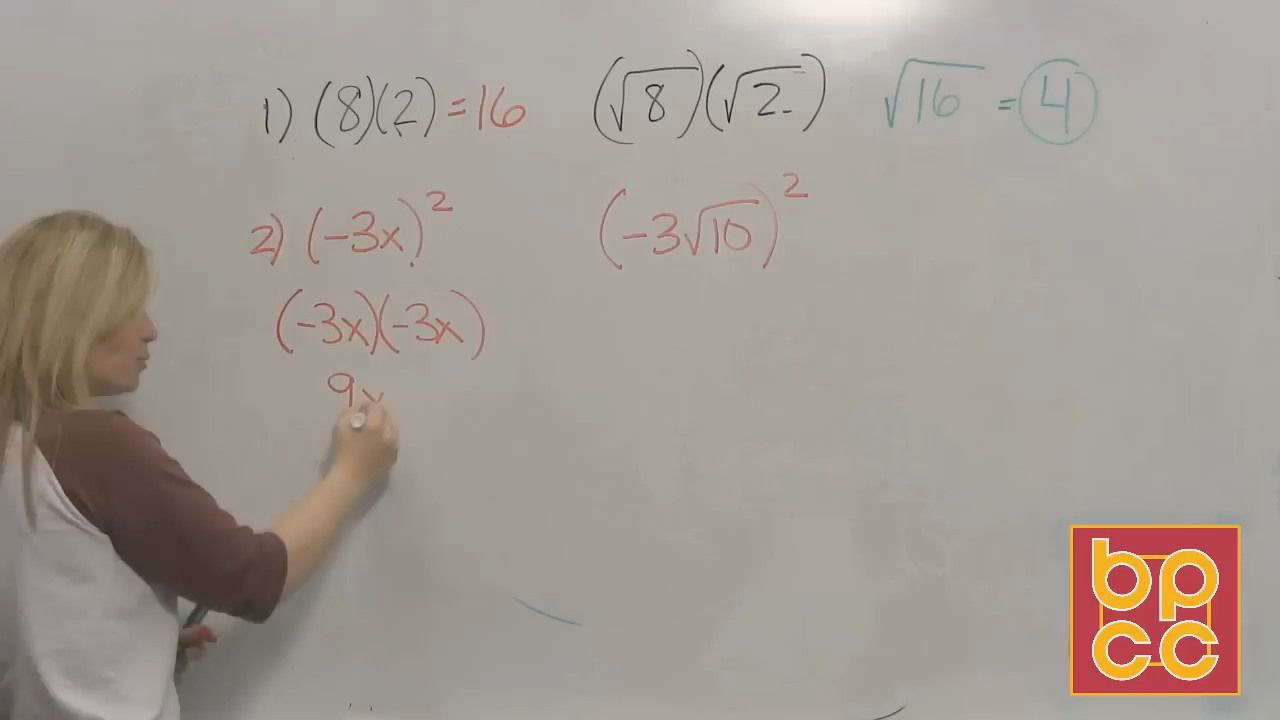 1) (8)(2) = 16 (√8)(√2) √16 = 4
2) (-3x)² (-3√10)²
(-3x)(-3x)
9x
bp
cc